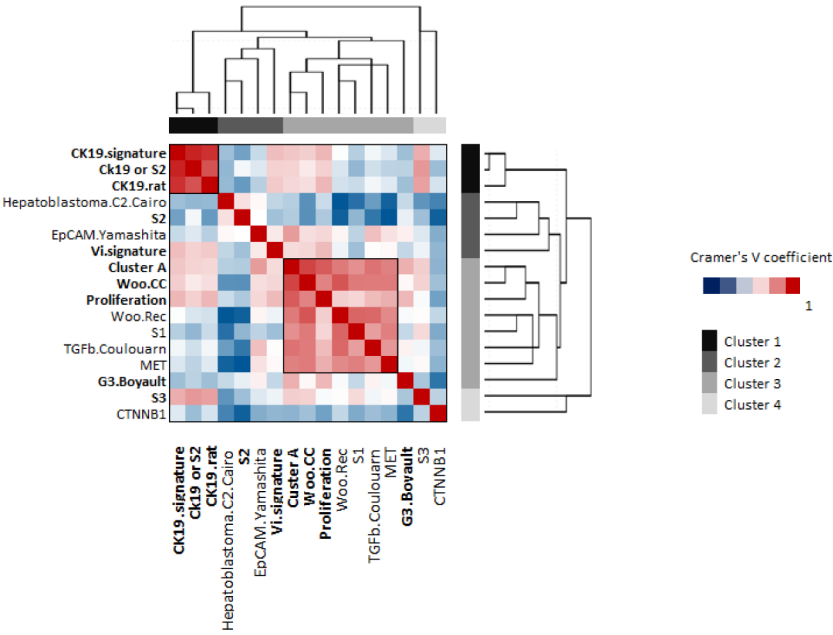 CK19.signature
Ck19 or S2
CK19.rat
Hepatoblastoma.C2.Cairo
S2
EpCAM.Yamashita
Vi.signature
Cluster A
Woo.CC
Proliferation
Woo.Rec
S1
TGFb.Coulouarn
MET
G3.Boyault
S3
CTNNB1
Cramer's V coefficient
1
Cluster 1
Cluster 2
Cluster 3
Cluster 4
CK19.signature
Ck19 or S2
CK19.rat
Hepatoblastoma.C2.Cairo
S2
EpCAM.Yamashita
Vi.signature
Custer A
Woo.CC
Proliferation
Woo.Rec
S1
TGFb.Coulouarn
MET
G3.Boyault
S3
CTNNB1